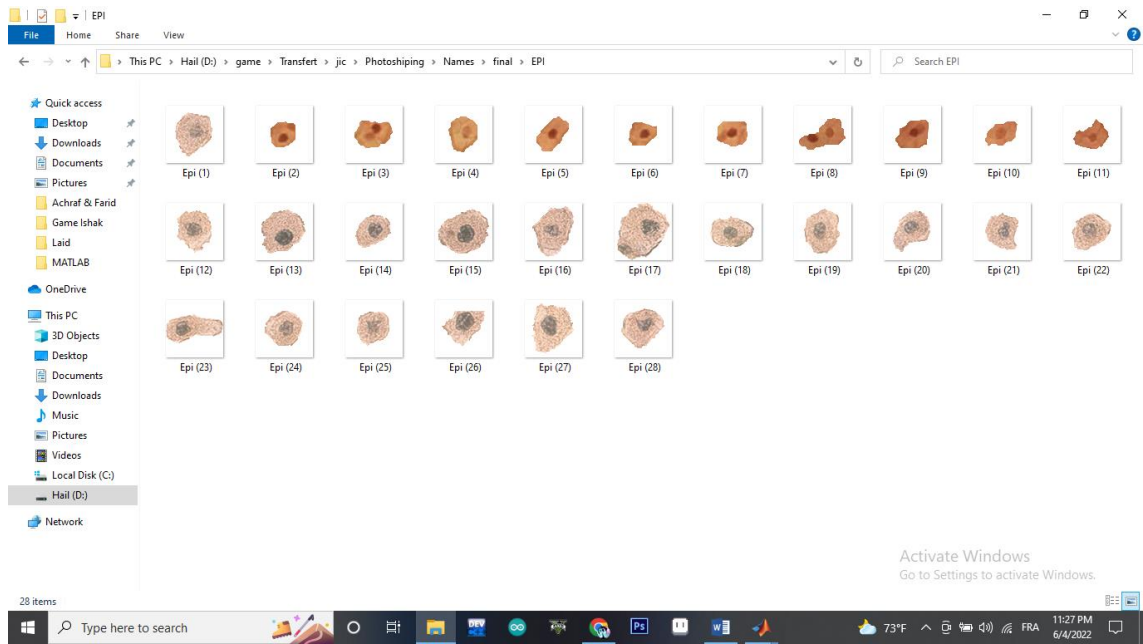 EPI
File Home Share View
This PC > Hail (D:) > game > Transfert > jic > Photoshiping > Names > final > EPI
Search EPI
Quick access
Desktop
Downloads
Documents
Pictures
Achraf & Farid
Game Ishak
Laid
MATLAB
OneDrive
This PC
3D Objects
Desktop
Documents
Downloads
Music
Pictures
Videos
Local Disk (C:)
Hail (D:)
Network
Epi (1) Epi (2) Epi (3) Epi (4) Epi (5) Epi (6) Epi (7) Epi (8) Epi (9) Epi (10) Epi (11)
Epi (12) Epi (13) Epi (14) Epi (15) Epi (16) Epi (17) Epi (18) Epi (19) Epi (20) Epi (21) Epi (22)
Epi (23) Epi (24) Epi (25) Epi (26) Epi (27) Epi (28)
Activate Windows
Go to Settings to activate Windows.
28 items
Type here to search
DEV
Ps
W
73°F
FRA
11:27 PM
6/4/2022